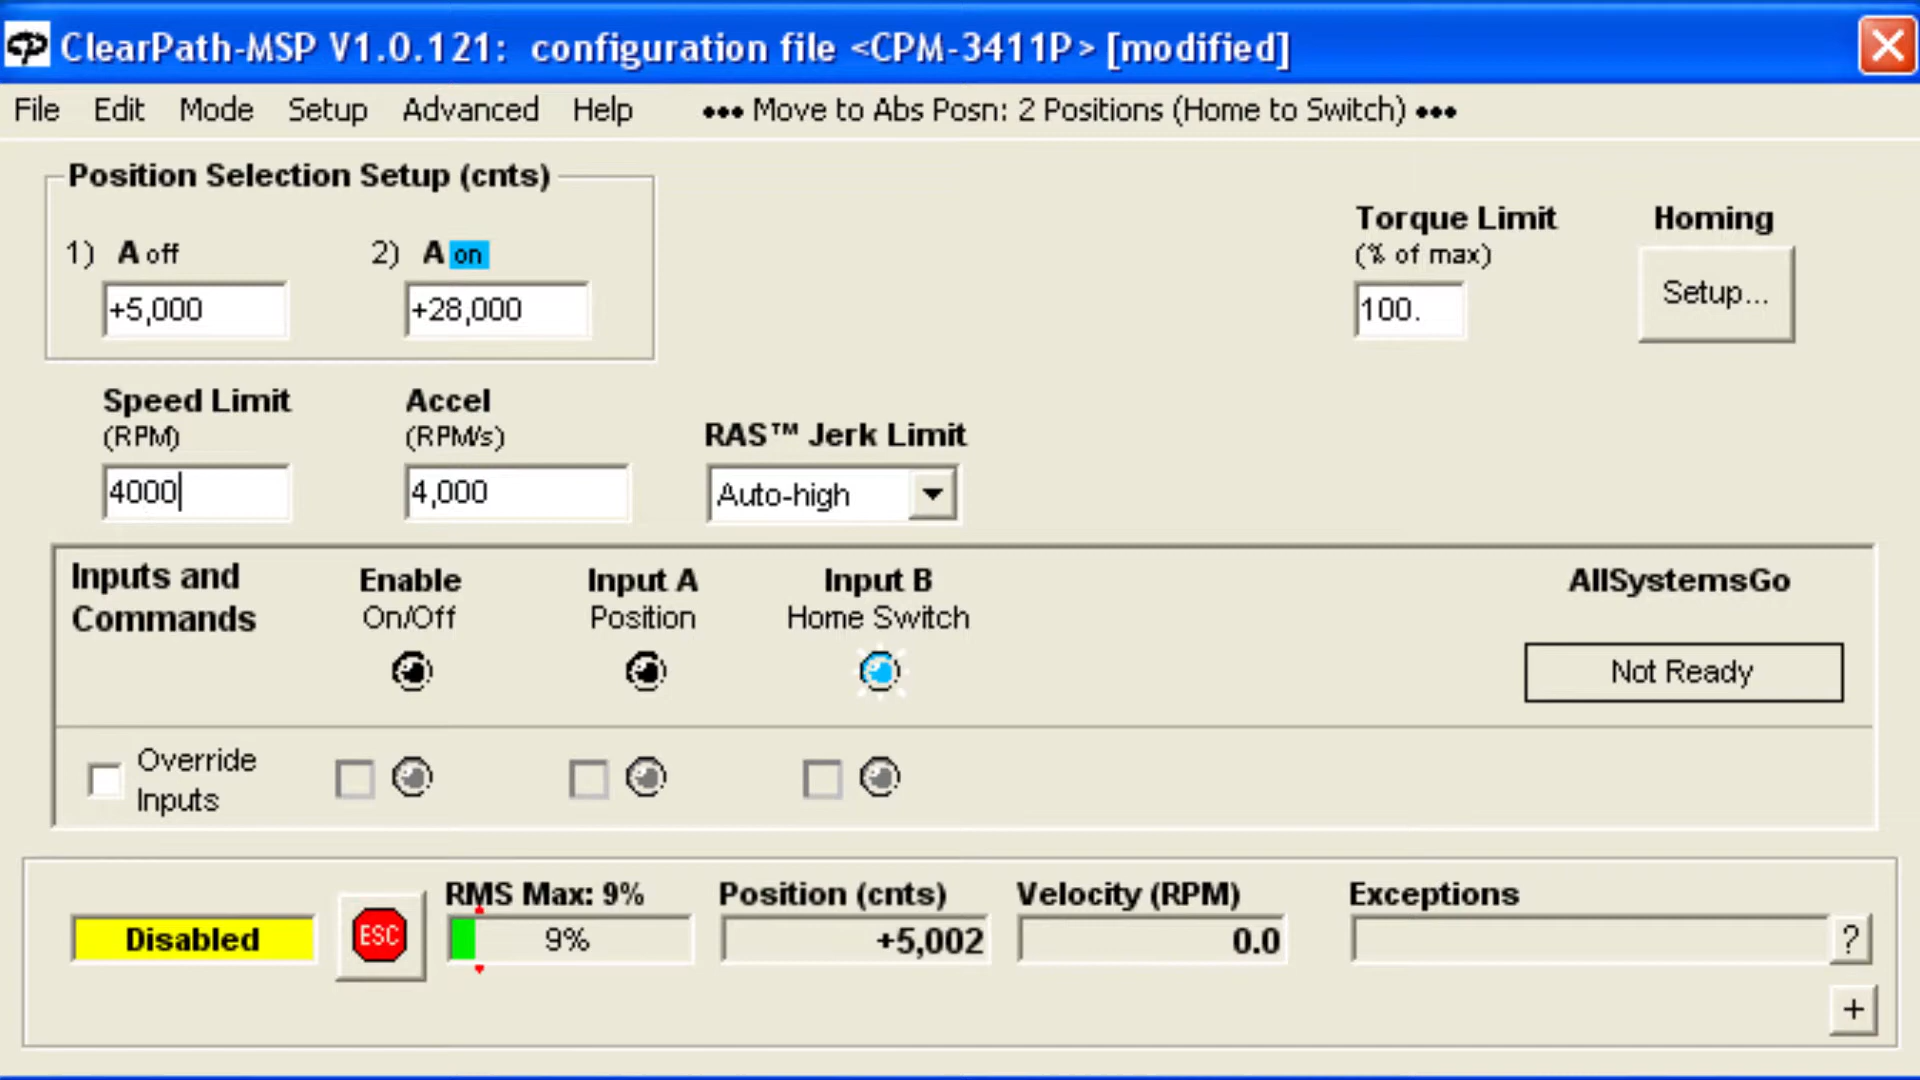 ClearPath-MSP V1.0.121: configuration file <CPM-3411P> [modified]
File Edit Mode Setup Advanced Help ••• Move to Abs Posn: 2 Positions (Home to Switch) •••
Position Selection Setup (cnts)
1) A off 2) A on
+5,000 +28,000
Torque Limit
(% of max)
100.
Homing
Setup...
Speed Limit
(RPM)
4000
Accel
(RPM/s)
4,000
RAS™ Jerk Limit
Auto-high
Inputs and
Commands
Enable
On/Off
Input A
Position
Input B
Home Switch
AllSystemsGo
Not Ready
Override
Inputs
Disabled
ESC
RMS Max: 9%
9%
Position (cnts)
+5,002
Velocity (RPM)
0.0
Exceptions
?
+